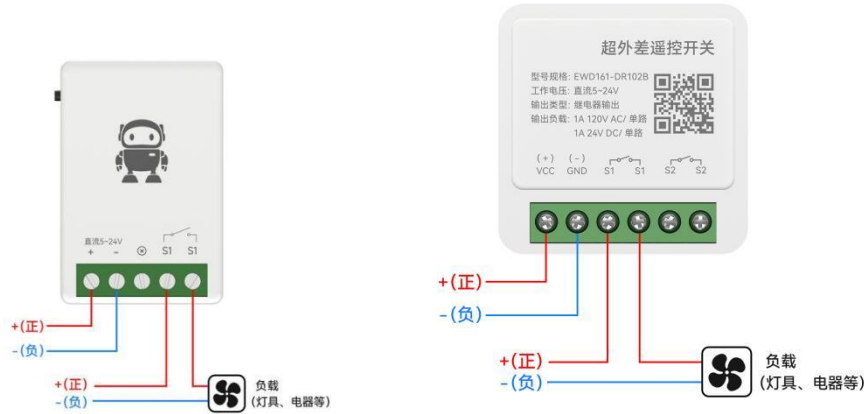 直流5~24V
+ - ⊗ S1 S1
+(正)
-(负)
+(正)
-(负)
负载
(灯具、电器等)
超外差遥控开关
型号规格: EWD161-DR102B
工作电压: 直流5~24V
输出类型: 继电器输出
输出负载: 1A 120V AC/ 单路
1A 24V DC/ 单路
(+) (-)
VCC GND S1 S1 S2 S2
+(正)
-(负)
+(正)
-(负)
负载
(灯具、电器等)